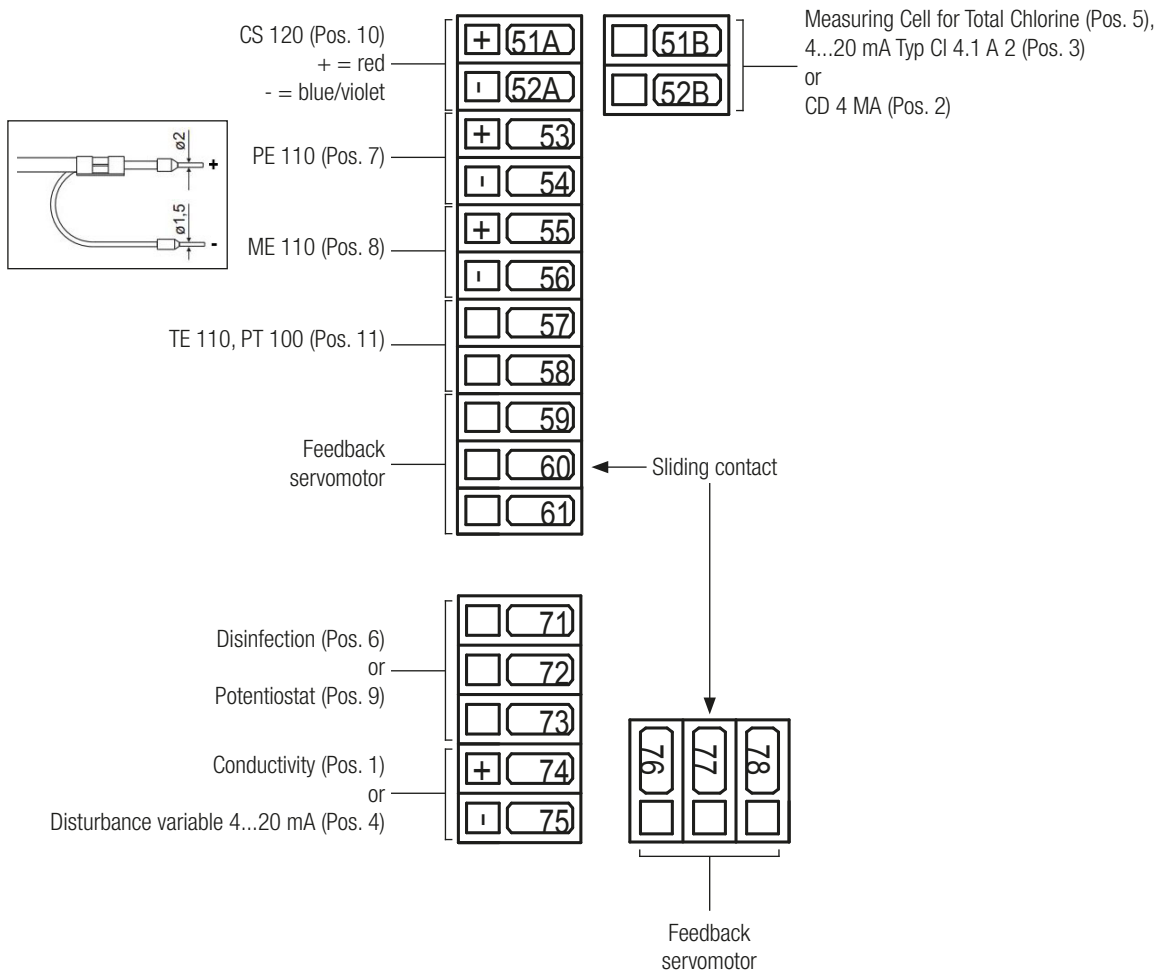 CS 120 (Pos. 10)
+ = red
- = blue/violet
+ 51A
- 52A
51B
52B
Measuring Cell for Total Chlorine (Pos. 5),
4...20 mA Typ Cl 4.1 A 2 (Pos. 3)
or
CD 4 MA (Pos. 2)
ø2
+
ø1,5
-
PE 110 (Pos. 7)
+ 53
- 54
ME 110 (Pos. 8)
+ 55
- 56
TE 110, PT 100 (Pos. 11)
57
58
Feedback
servomotor
59
60
61
Sliding contact
Disinfection (Pos. 6)
or
Potentiostat (Pos. 9)
71
72
73
Conductivity (Pos. 1)
or
Disturbance variable 4...20 mA (Pos. 4)
+ 74
- 75
76
77
78
Feedback
servomotor